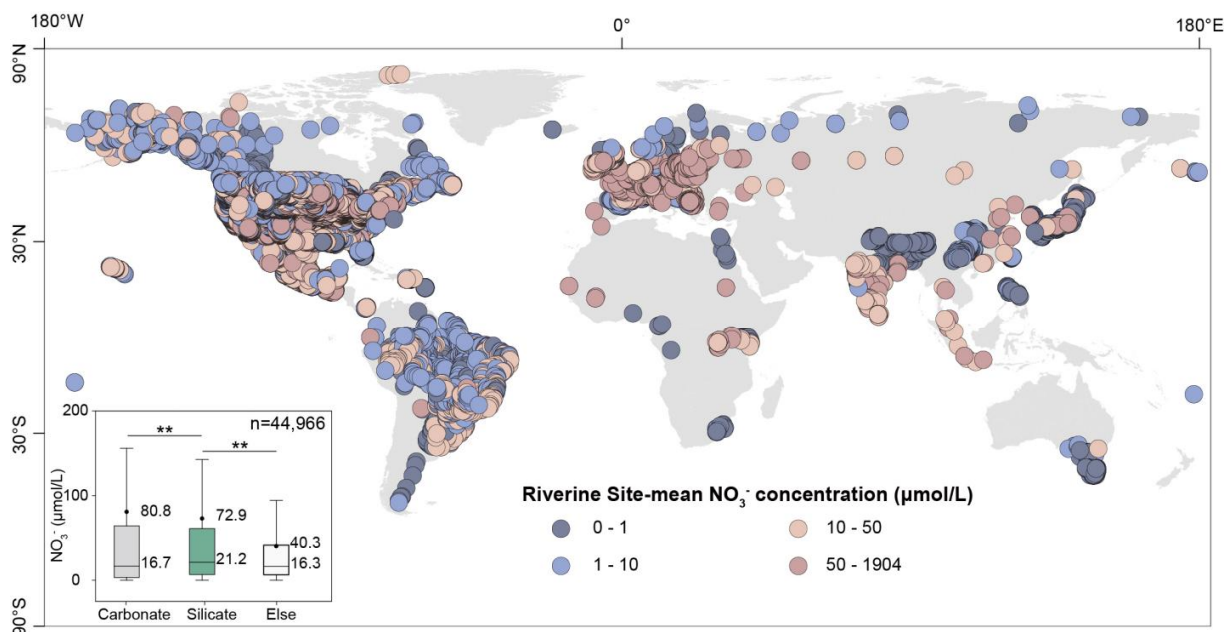 180°W 0° 180°E
90°N
30°N
30°S
90°S
200
100
0
NO₃⁻ (μmol/L)
n=44,966
**
**
80.8
16.7
72.9
21.2
40.3
16.3
Carbonate Silicate Else
Riverine Site-mean NO₃⁻ concentration (μmol/L)
0 - 1
1 - 10
10 - 50
50 - 1904